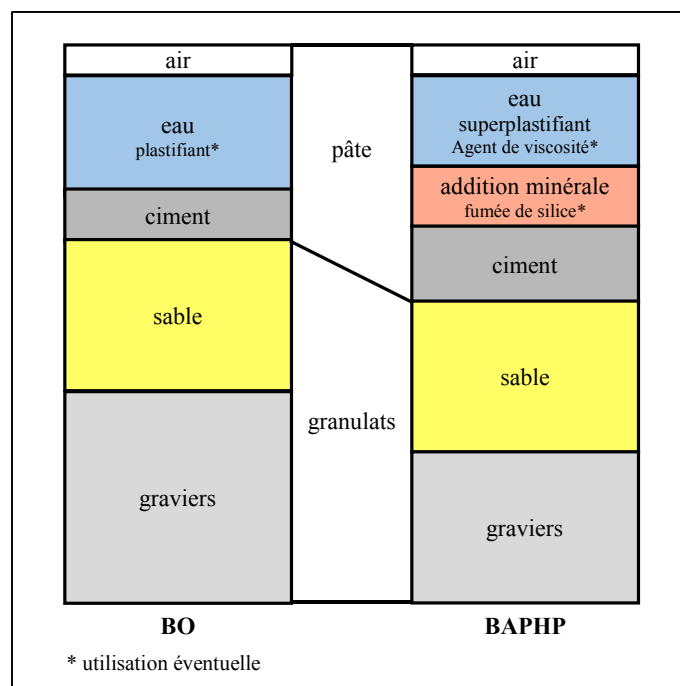 air
eau
plastifiant*
ciment
sable
graviers
pâte
granulats
air
eau
superplastifiant
Agent de viscosité*
addition minérale
fumée de silice*
ciment
sable
graviers
BO
BAPHP
* utilisation éventuelle